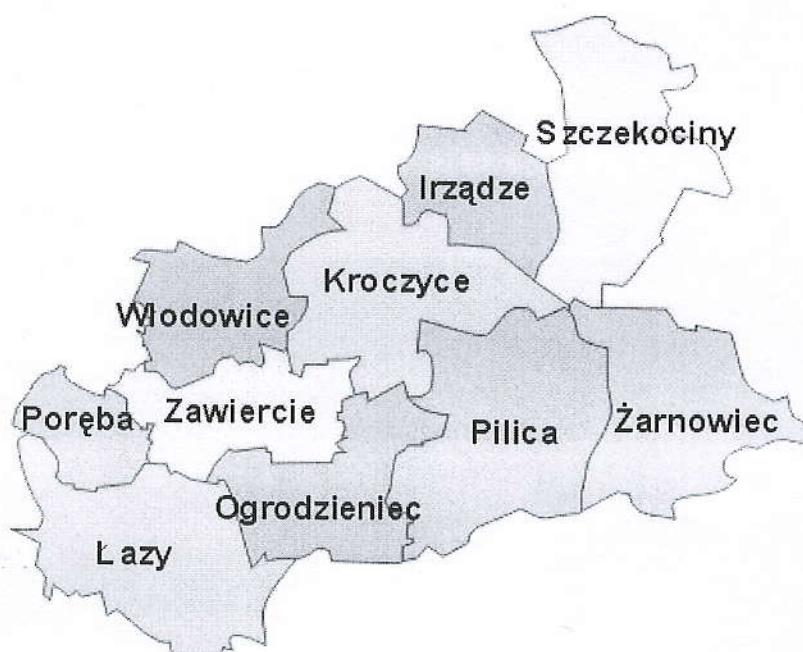 Szczekociny
Irządze
Kroczyce
Włodowice
Zawiercie
Poręba
Pilica
Żarnowiec
Ogrodzieniec
Łazy